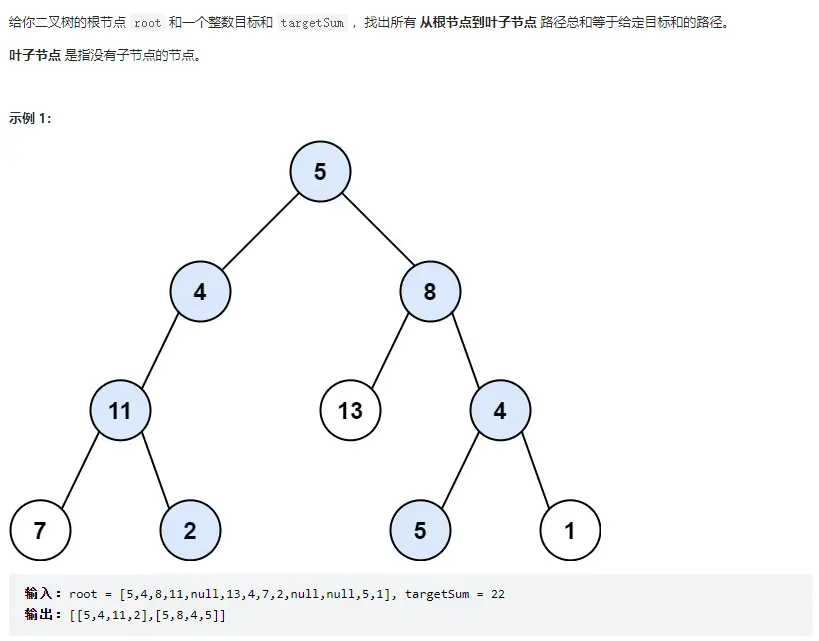 给你二叉树的根节点 root 和一个整数目标和 targetSum ，找出所有 从根节点到叶子节点 路径总和等于给定目标和的路径。
叶子节点 是指没有子节点的节点。
示例 1：
5
4 8
11 13 4
7 2 5 1
输入：root = [5,4,8,11,null,13,4,7,2,null,null,5,1], targetSum = 22
输出：[[5,4,11,2],[5,8,4,5]]